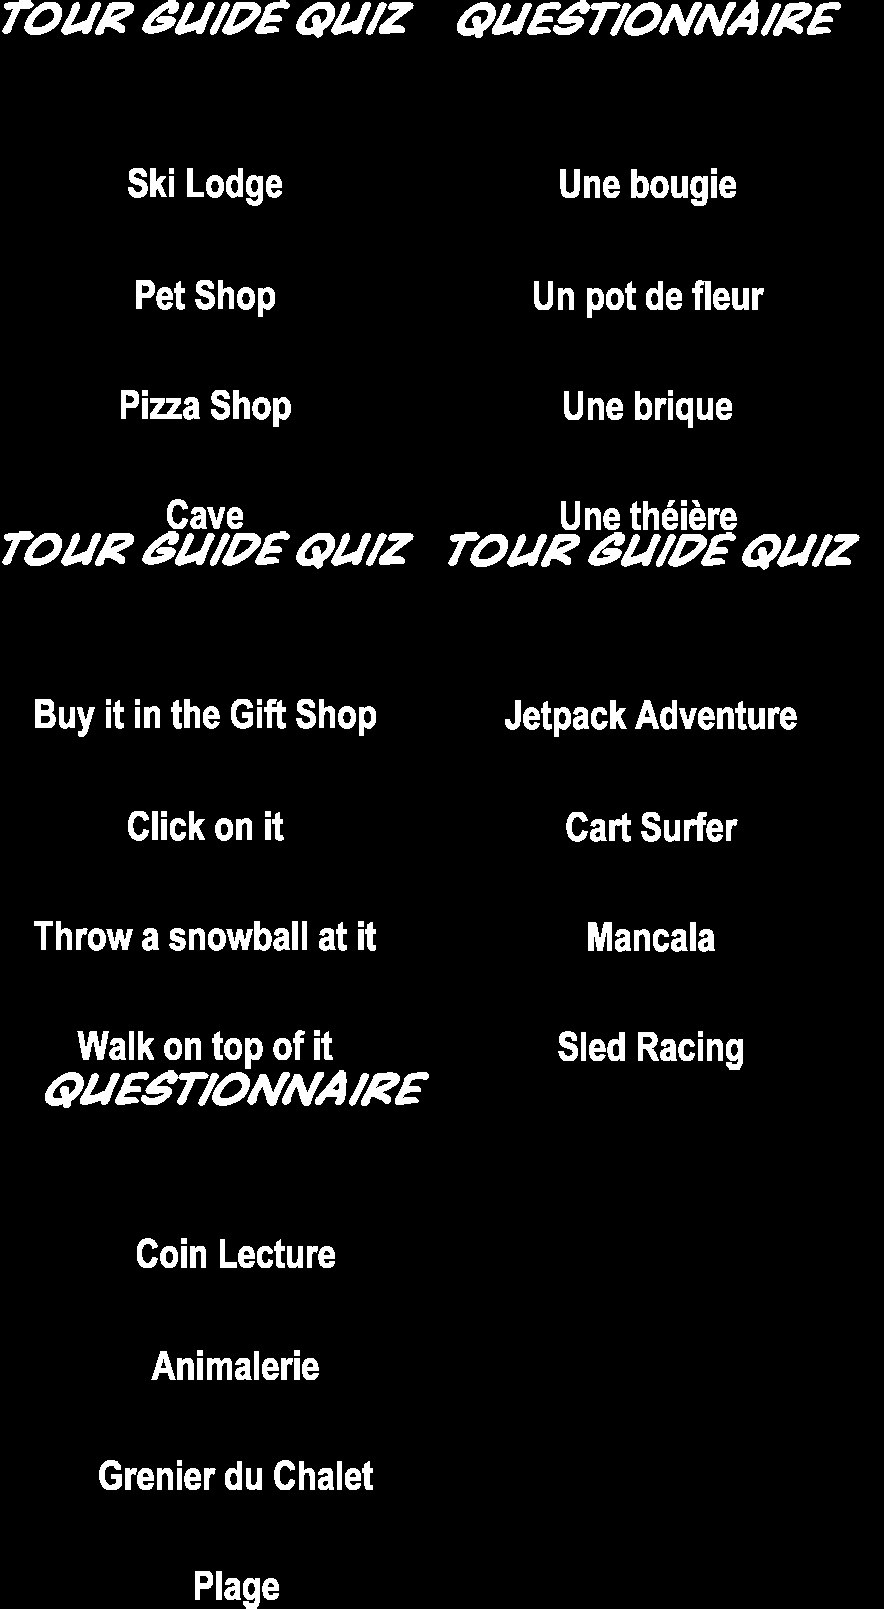 TOUR GUIDE QUIZ
Ski Lodge
Pet Shop
Pizza Shop
Cave
QUESTIONNAIRE
Une bougie
Un pot de fleur
Une brique
Une théière
TOUR GUIDE QUIZ
Buy it in the Gift Shop
Click on it
Throw a snowball at it
Walk on top of it
TOUR GUIDE QUIZ
Jetpack Adventure
Cart Surfer
Mancala
Sled Racing
QUESTIONNAIRE
Coin Lecture
Animalerie
Grenier du Chalet
Plage